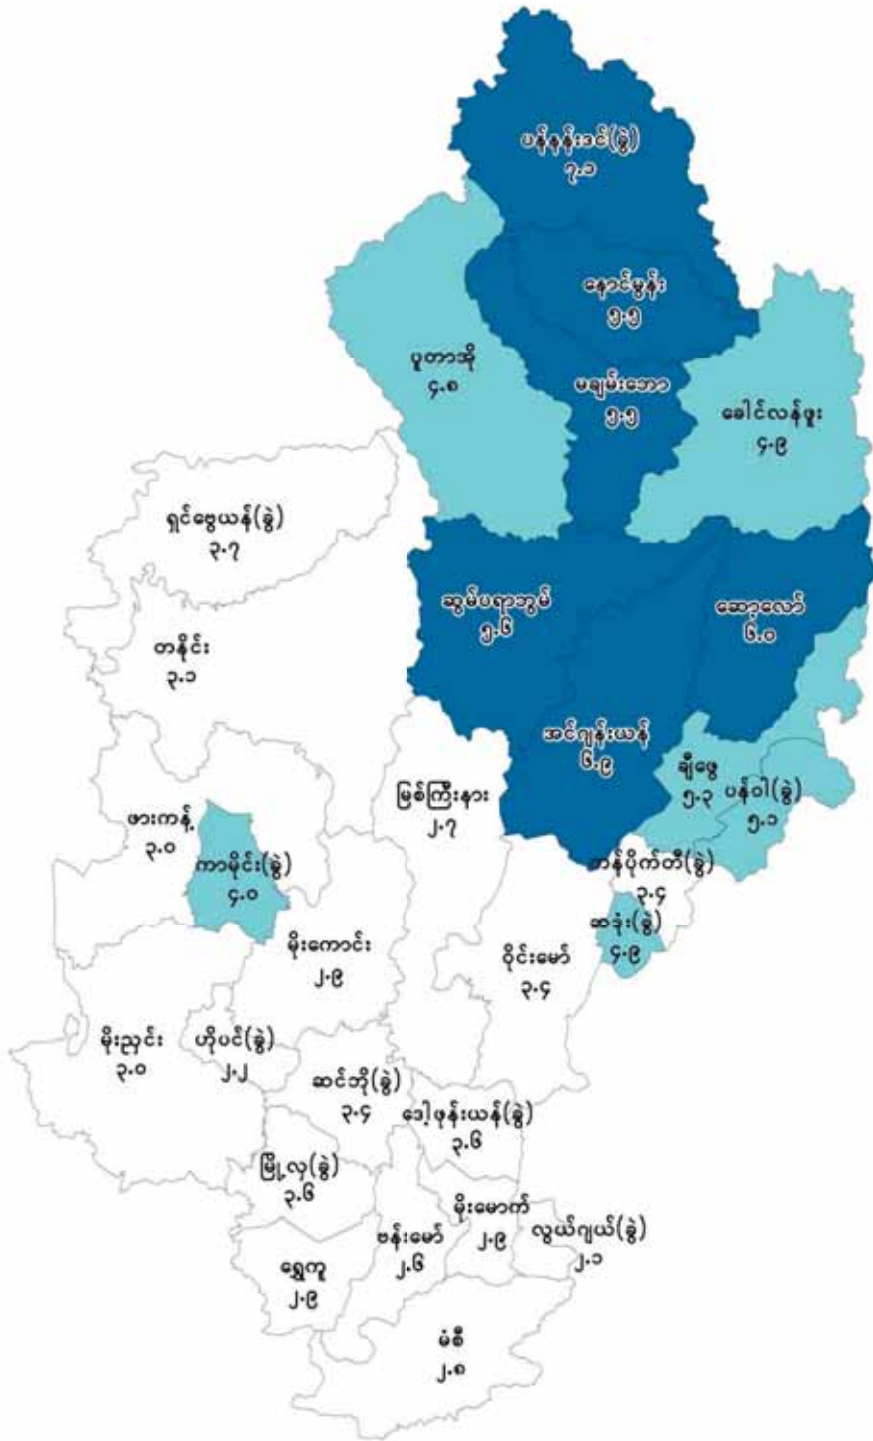 ပန်နန်းဒင်(ခွဲ)
၇.၁
နောင်မွန်း
၅.၅
ပူတာအို
၄.၈
မချမ်းဘော
၅.၅
ခေါင်လန်ဖူး
၄.၉
ရှင်ဗွေယန်(ခွဲ)
၃.၇
ဆွမ်ပရာဘွမ်
၅.၆
ဆော့လော်
၆.၀
တနိုင်း
၃.၁
အင်ဂျန်းယန်
၆.၉
ချီဖွေ
၅.၃
ပန်ဝါ(ခွဲ)
၅.၁
မြစ်ကြီးနား
၂.၇
ဖားကန့်
၃.၀
ကာမိုင်း(ခွဲ)
၄.၀
ကန်ပိုက်တီ(ခွဲ)
၃.၄
ဆဒုံး(ခွဲ)
၄.၉
မိုးကောင်း
၂.၉
ဝိုင်းမော်
၃.၄
မိုးညှင်း
၃.၀
ဟိုပင်(ခွဲ)
၂.၂
ဆင်ဘို(ခွဲ)
၃.၄
ဒေါ့ဖုန်းယန်(ခွဲ)
၃.၆
မြို့လှ(ခွဲ)
၃.၆
မိုးမောက်
၂.၉
လွယ်ဂျယ်(ခွဲ)
၂.၁
ဗန်းမော်
၂.၆
ရွှေကူ
၂.၉
မံစီ
၂.၈